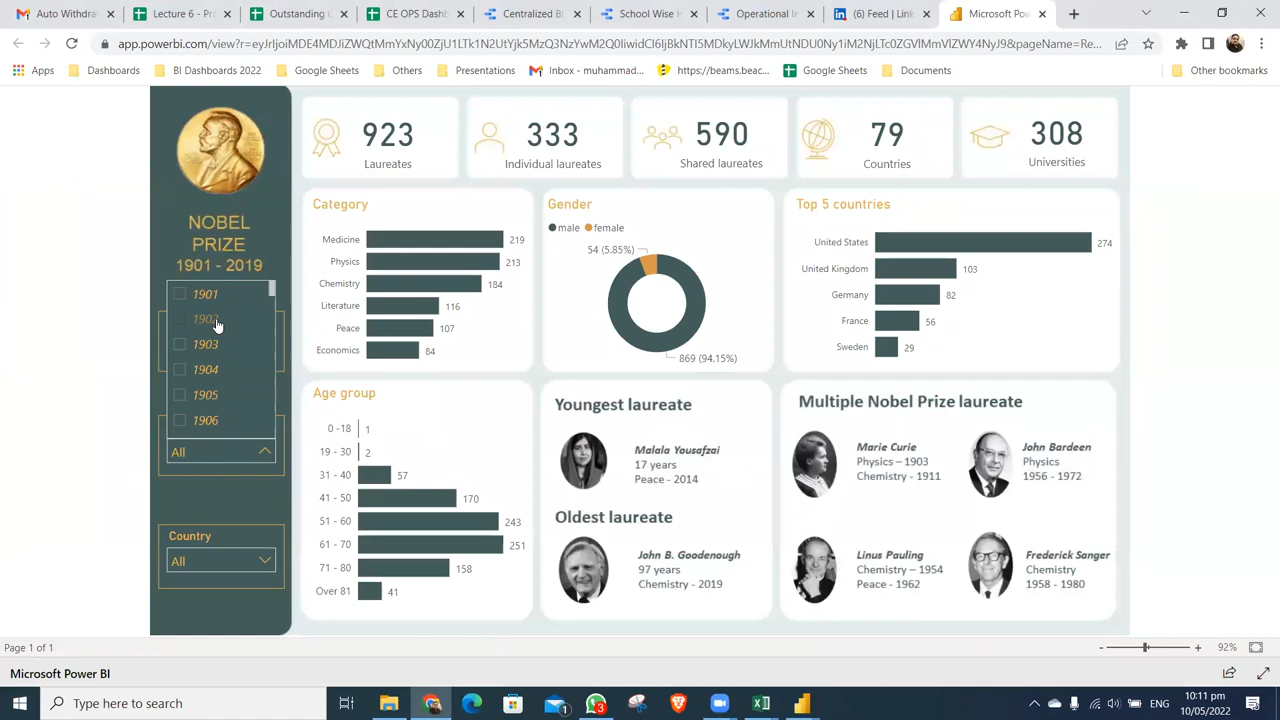 Auto Withdraw
Lecture 6 - Pr
Outstanding C
CE OPS Dashb
Centralized BI
School Wise H
Operational In
(6) Feed | Link
Microsoft Pow
app.powerbi.com/view?r=
Apps
Dashboards
BI Dashboards 2022
Google Sheets
Others
Presentations
Inbox - muhammad...
https://beams.beac...
Google Sheets
Documents
Other bookmarks
NOBEL
PRIZE
1901 - 2019
1901
1902
1903
1904
1905
1906
All
Country
All
923
Laureates
333
Individual laureates
590
Shared laureates
79
Countries
308
Universities
Category
Medicine 219
Physics 213
Chemistry 184
Literature 116
Peace 107
Economics 84
Gender
male female
54 (5.85%)
869 (94.15%)
Top 5 countries
United States 274
United Kingdom 103
Germany 82
France 56
Sweden 29
Age group
0 -18 1
19 - 30 2
31 - 40 57
41 - 50 170
51 - 60 243
61 - 70 251
71 - 80 158
Over 81 41
Youngest laureate
Malala Yousafzai
17 years
Peace - 2014
Oldest laureate
John B. Goodenough
97 years
Chemistry - 2019
Multiple Nobel Prize laureate
Marie Curie
Physics – 1903
Chemistry - 1911
John Bardeen
Physics
1956 - 1972
Linus Pauling
Chemistry – 1954
Peace - 1962
Frederick Sanger
Chemistry
1958 - 1980
Page 1 of 1
- + 92%
Microsoft Power BI
Type here to search
1
3
10:11 pm
10/05/2022
2